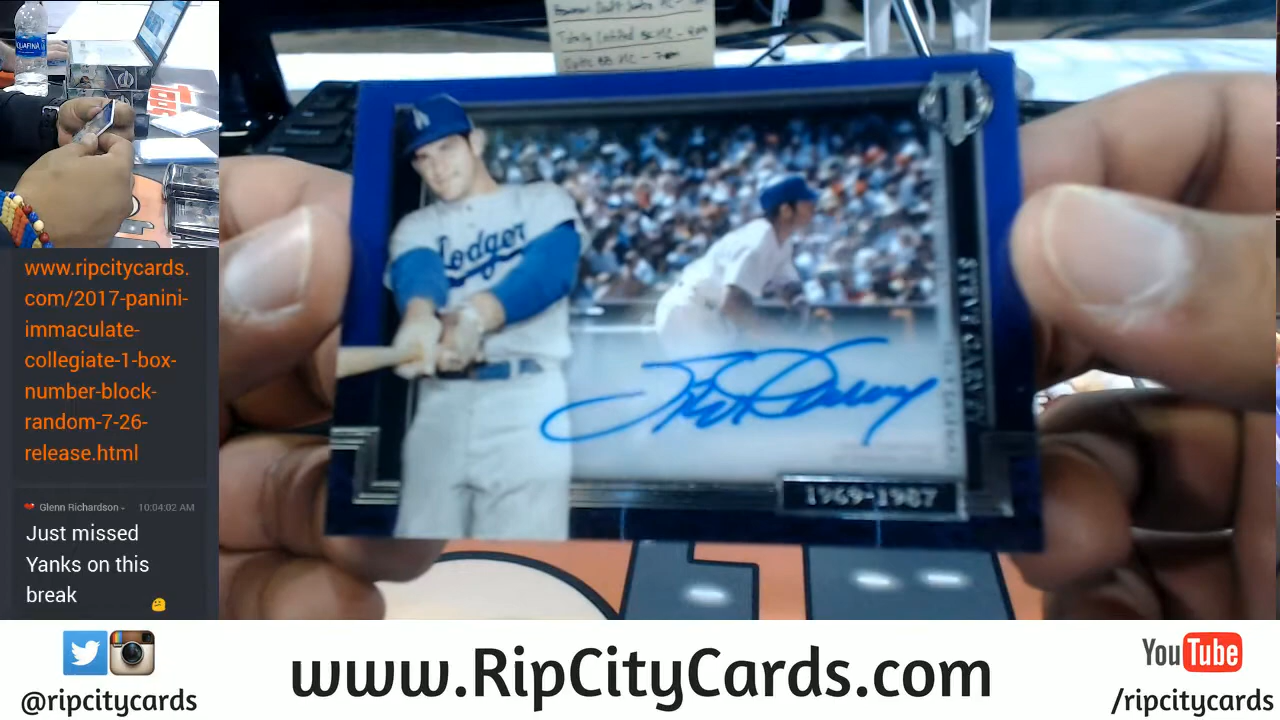 AQUAFINA
www.ripcitycards.
com/2017-panini-
immaculate-
collegiate-1-box-
number-block-
random-7-26-
release.html
Glenn Richardson - 10:04:02 AM
Just missed
Yanks on this
break
Dodgers
STEVE GARVEY
1969-1987
@ripcitycards
www.RipCityCards.com
YouTube
/ripcitycards